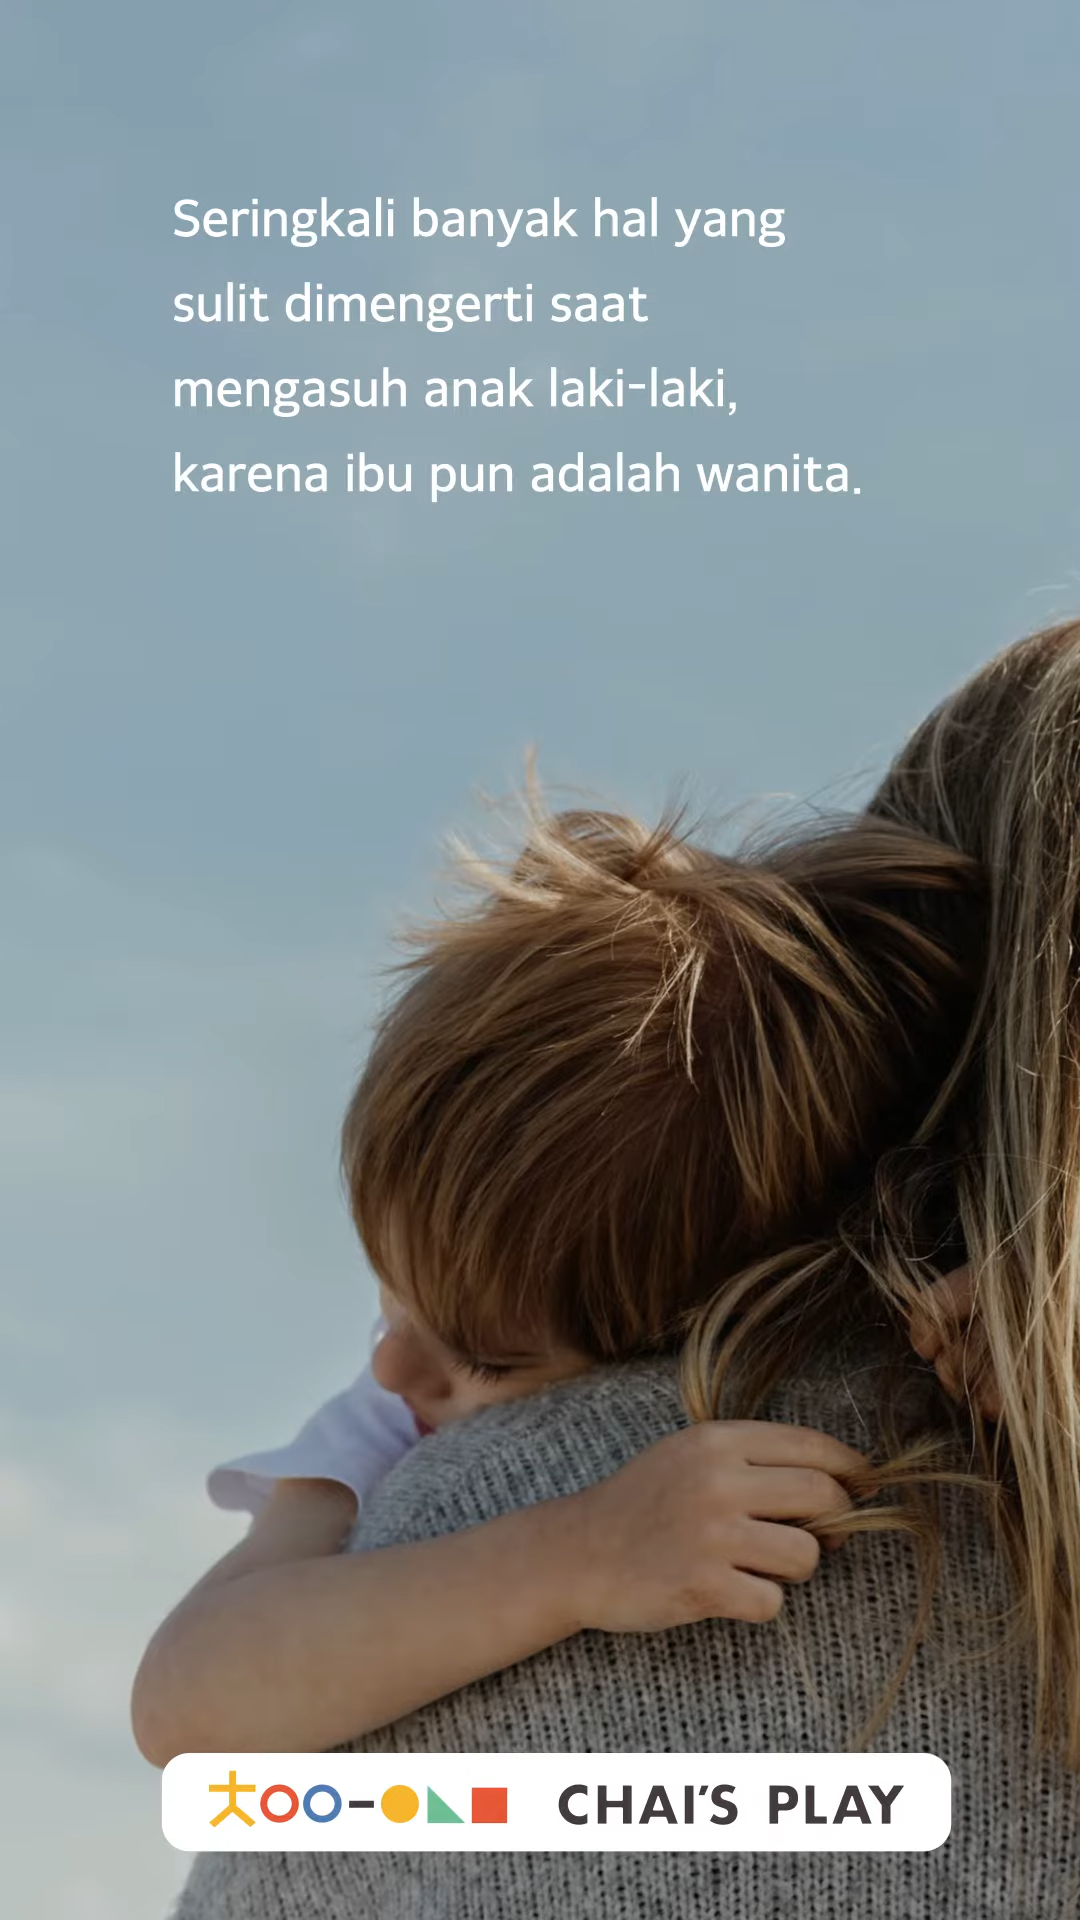 Seringkali banyak hal yang
sulit dimengerti saat
mengasuh anak laki-laki,
karena ibu pun adalah wanita.
CHAI'S PLAY